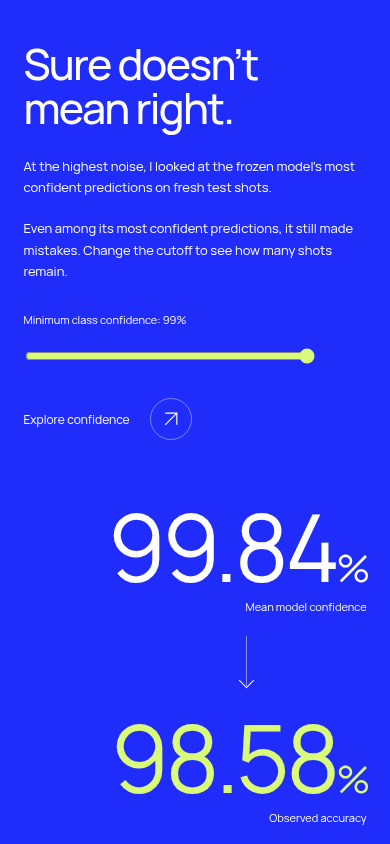 Sure doesn’t
mean right.
At the highest noise, I looked at the frozen model’s most
confident predictions on fresh test shots.
Even among its most confident predictions, it still made
mistakes. Change the cutoff to see how many shots
remain.
Minimum class confidence: 99%
Explore confidence
99.84%
Mean model confidence
98.58%
Observed accuracy